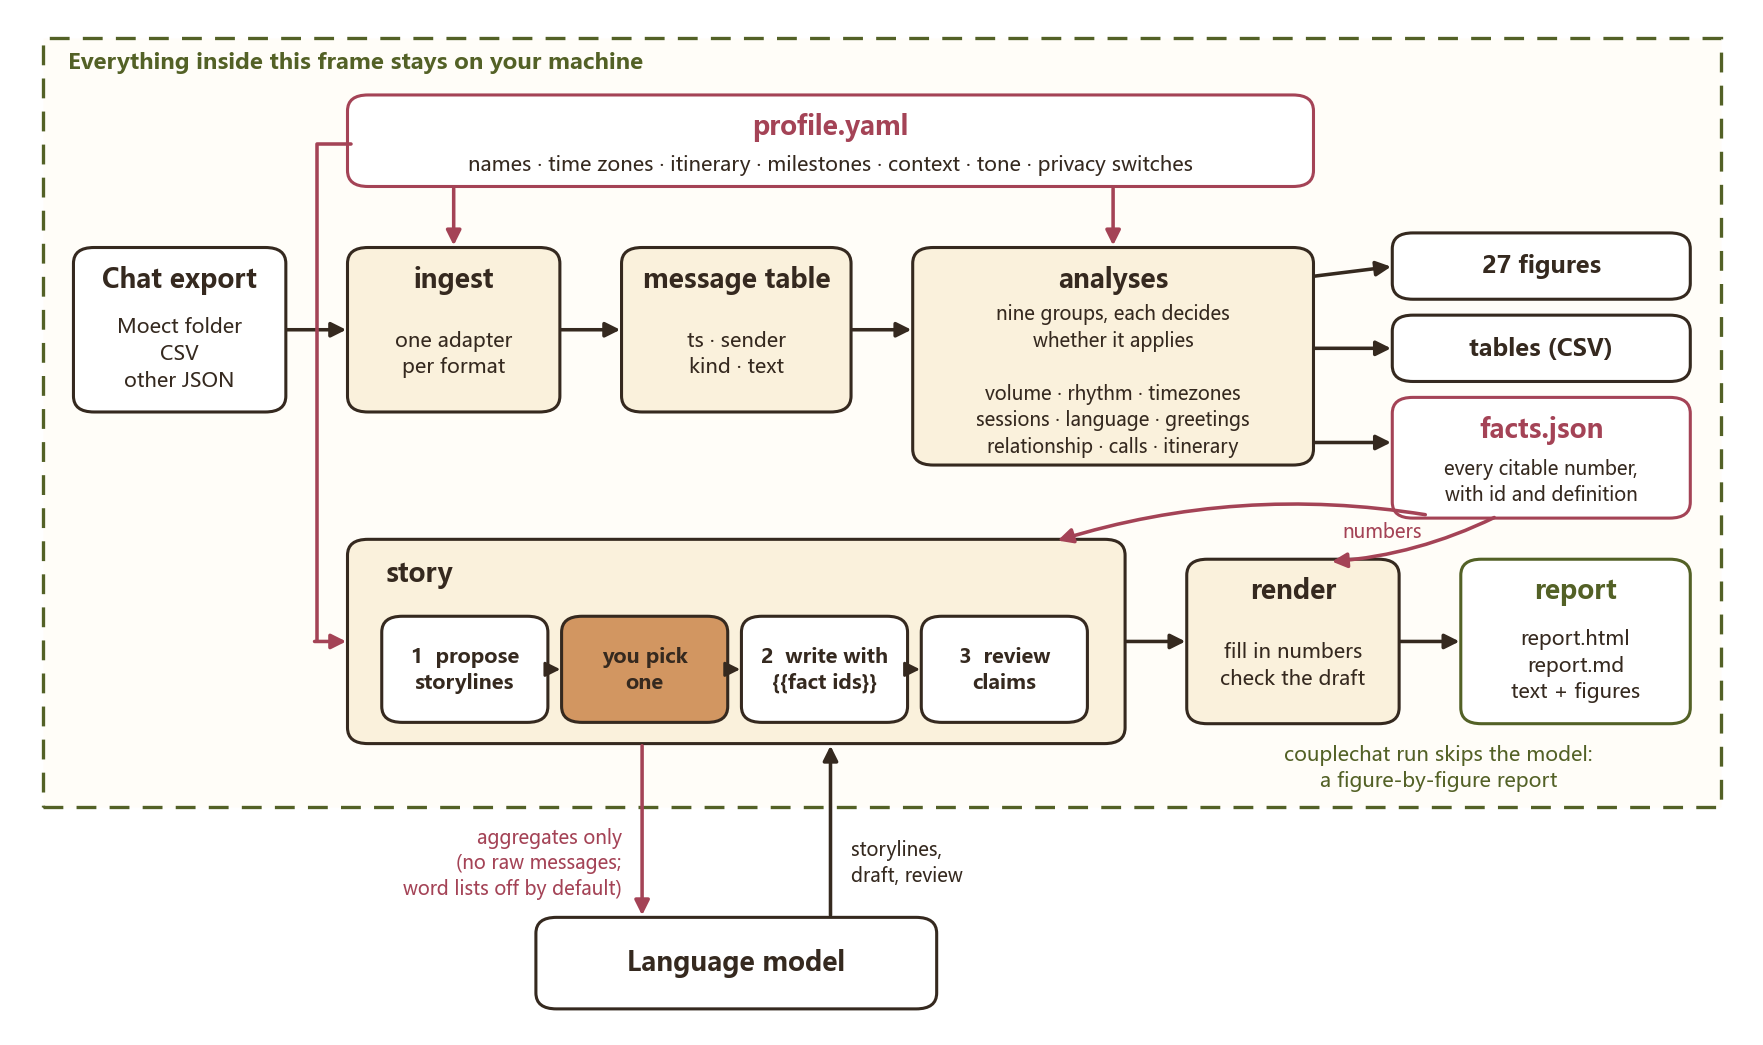 Everything inside this frame stays on your machine
profile.yaml
names · time zones · itinerary · milestones · context · tone · privacy switches
Chat export
Moect folder
CSV
other JSON
ingest
one adapter
per format
message table
ts · sender
kind · text
analyses
nine groups, each decides
whether it applies
volume · rhythm · timezones
sessions · language · greetings
relationship · calls · itinerary
27 figures
tables (CSV)
facts.json
every citable number,
with id and definition
numbers
story
1 propose
storylines
you pick
one
2 write with
{{fact ids}}
3 review
claims
render
fill in numbers
check the draft
report
report.html
report.md
text + figures
couplechat run skips the model:
a figure-by-figure report
aggregates only
(no raw messages;
word lists off by default)
storylines,
draft, review
Language model